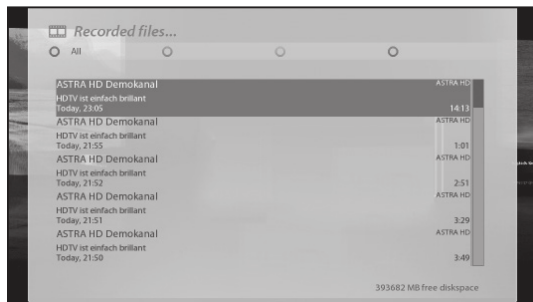 Recorded files...
All
ASTRA HD Demokanal ASTRA HD
HDTV ist einfach brillant
Today, 23:05 14:13
ASTRA HD Demokanal ASTRA HD
HDTV ist einfach brillant
Today, 21:55 1:01
ASTRA HD Demokanal ASTRA HD
HDTV ist einfach brillant
Today, 21:52 2:51
ASTRA HD Demokanal ASTRA HD
HDTV ist einfach brillant
Today, 21:51 3:29
ASTRA HD Demokanal ASTRA HD
HDTV ist einfach brillant
Today, 21:50 3:49
393682 MB free diskspace